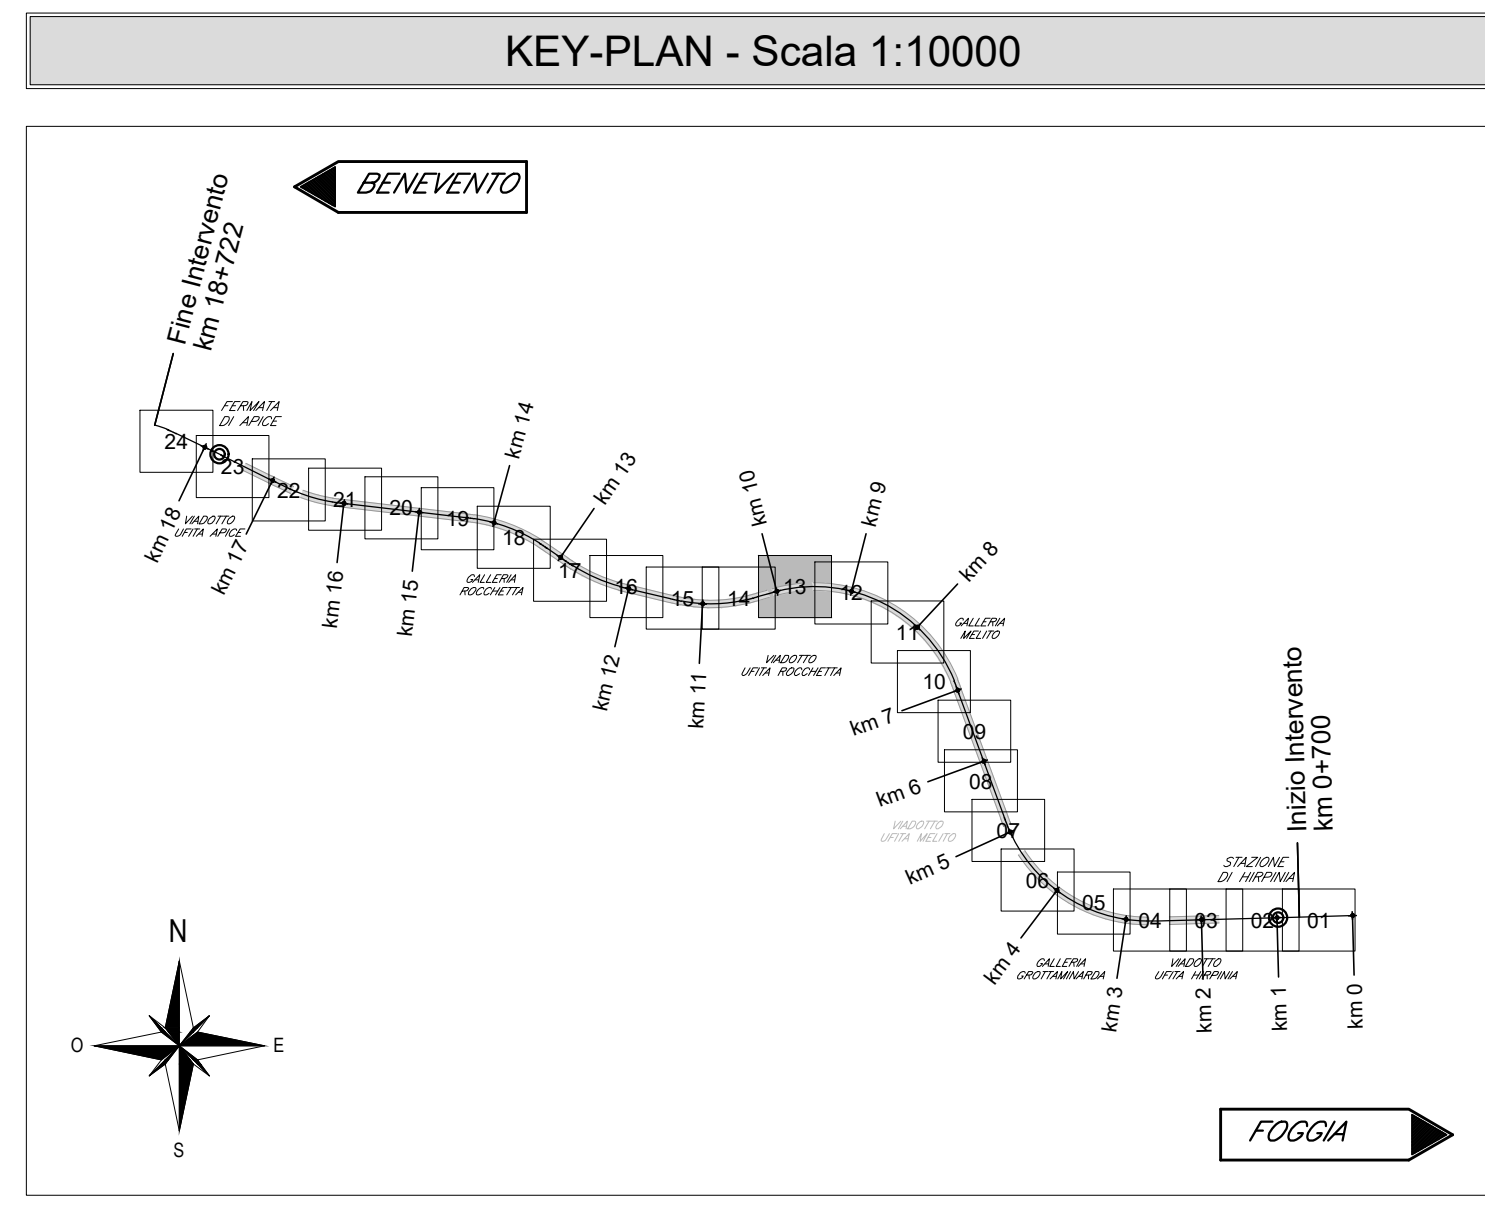 KEY-PLAN - Scala 1:10000
BENEVENTO
Fine Intervento
km 18+722
FERMATA
DI APICE
24
23
22
21
20
19
18
17
16
15
14
13
12
11
10
09
08
07
06
05
04
03
02
01
km 18
VIADOTTO
UFITA APICE
km 17
km 16
km 15
km 14
GALLERIA
ROCCHETTA
km 13
km 12
km 11
km 10
VIADOTTO
UFITA ROCCHETTA
km 9
km 8
GALLERIA
MELITO
km 7
km 6
VIADOTTO
UFITA MELITO
km 5
km 4
GALLERIA
GROTTAMINARDA
km 3
VIADOTTO
UFITA HIRPINIA
km 2
STAZIONE
DI HIRPINIA
km 1
Inizio Intervento
km 0+700
km 0
N
O
E
S
FOGGIA